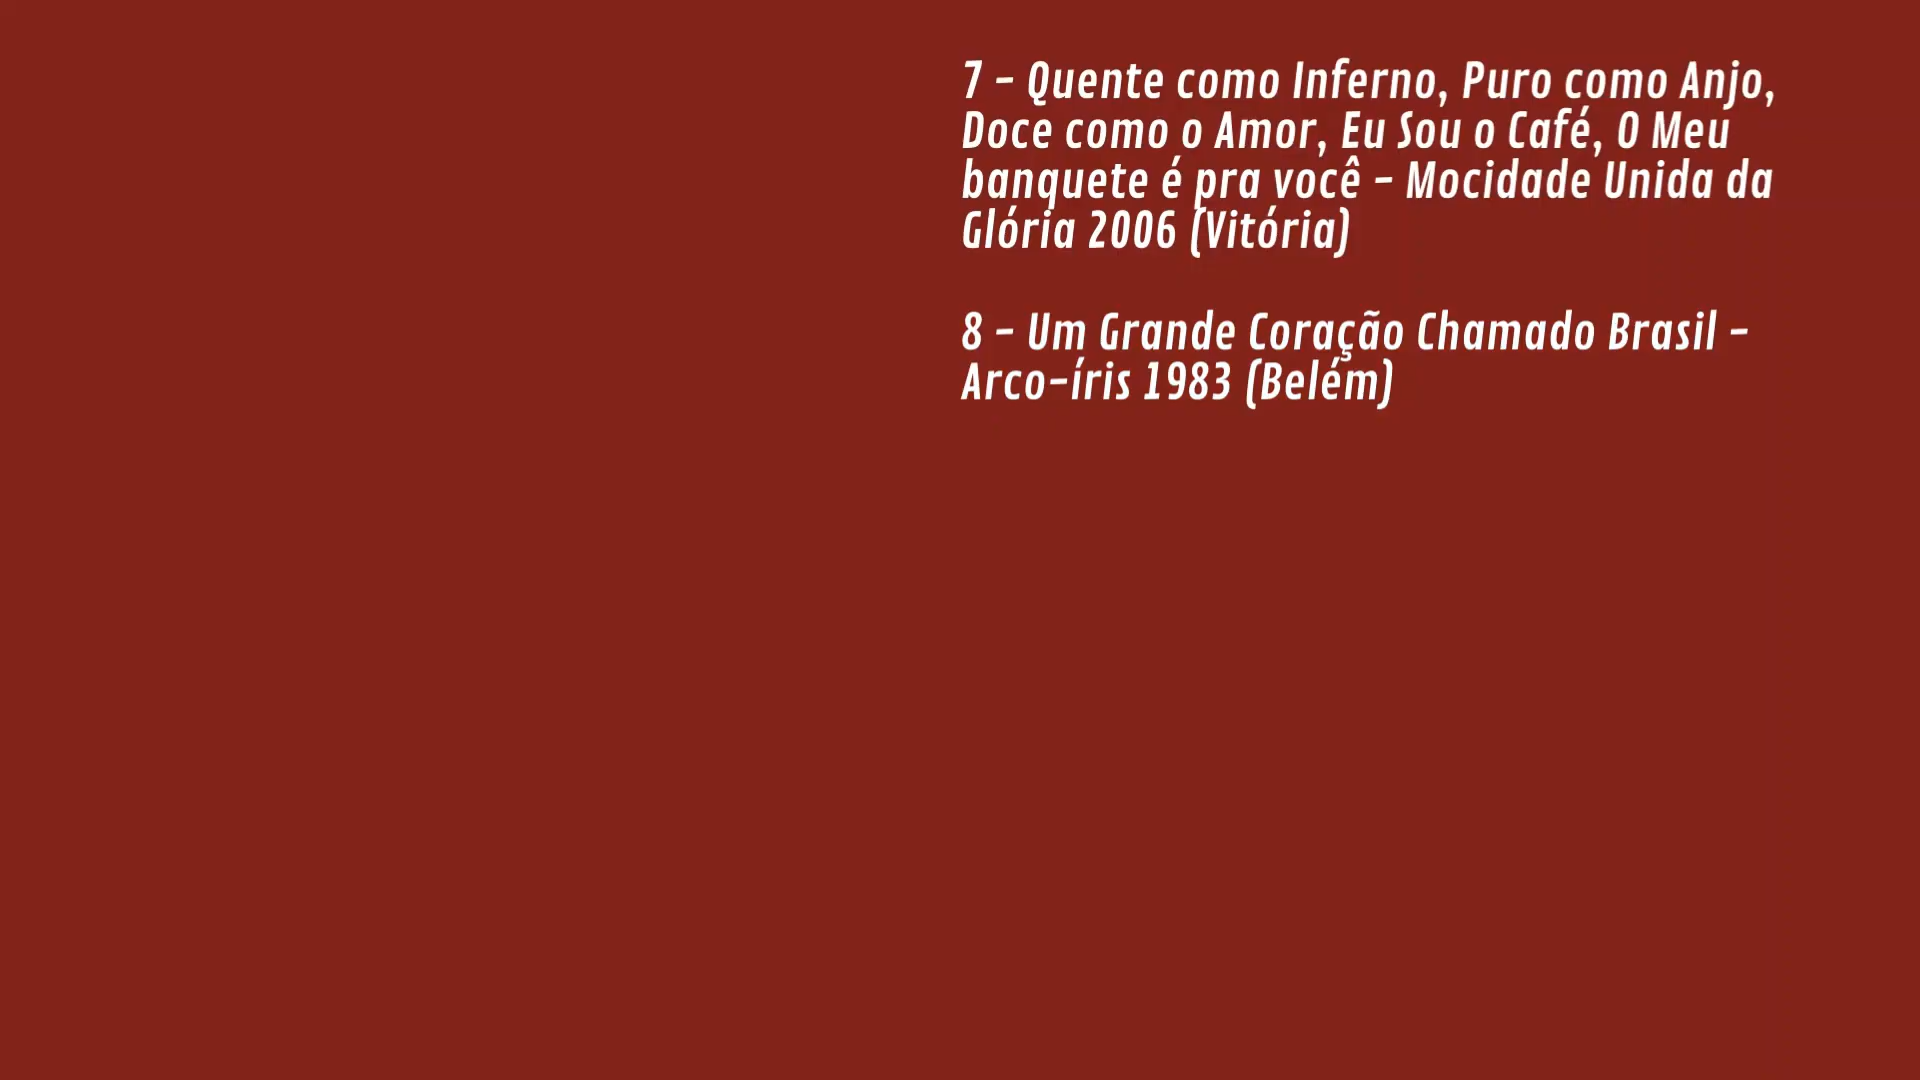 7 - Quente como Inferno, Puro como Anjo,
Doce como o Amor, Eu Sou o Café, O Meu
banquete é pra você - Mocidade Unida da
Glória 2006 (Vitória)
8 - Um Grande Coração Chamado Brasil -
Arco-íris 1983 (Belém)